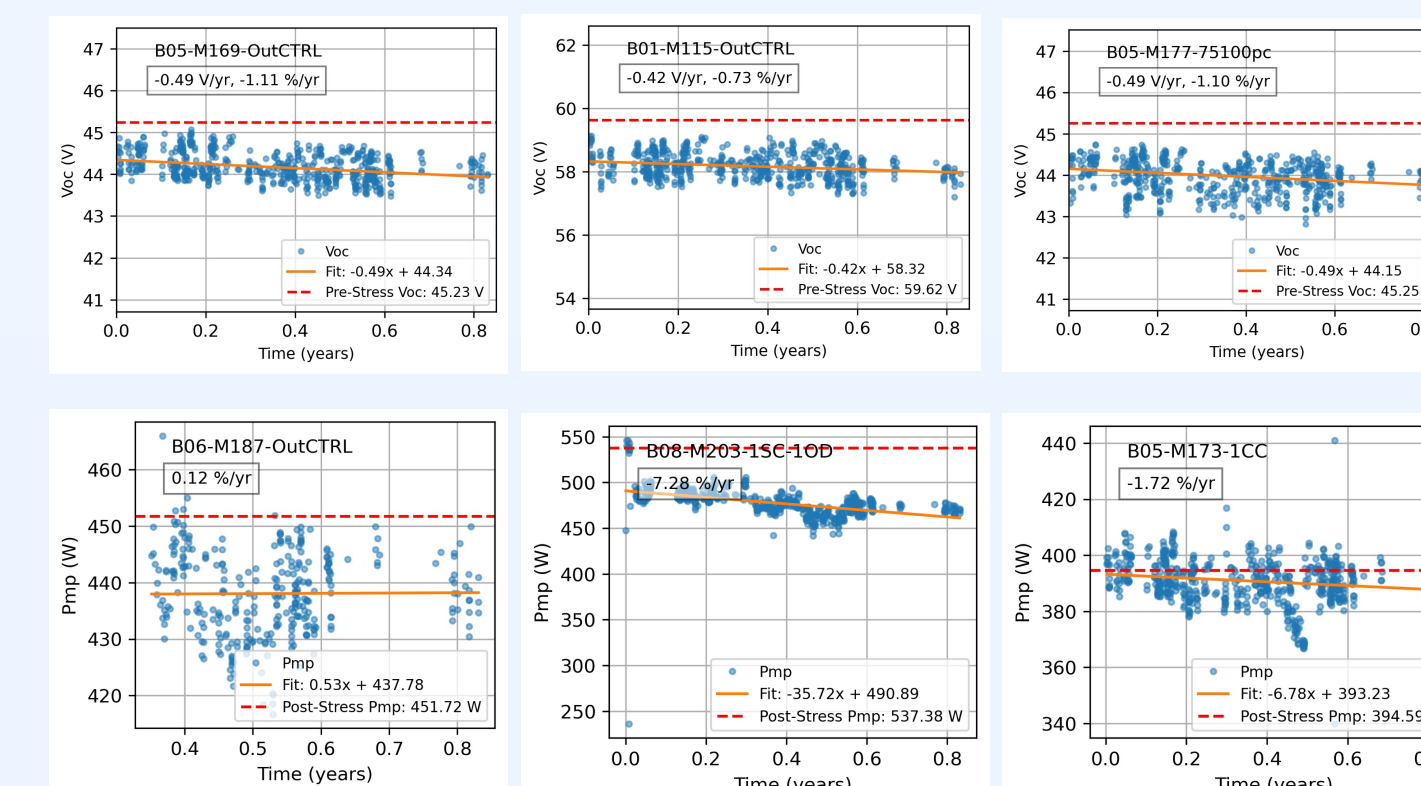 B05-M169-OutCTRL
-0.49 V/yr, -1.11 %/yr
47
46
45
44
43
42
41
Voc (V)
Voc
Fit: -0.49x + 44.34
Pre-Stress Voc: 45.23 V
0.0 0.2 0.4 0.6 0.8
Time (years)
B01-M115-OutCTRL
-0.42 V/yr, -0.73 %/yr
62
60
58
56
54
Voc (V)
Voc
Fit: -0.42x + 58.32
Pre-Stress Voc: 59.62 V
0.0 0.2 0.4 0.6 0.8
Time (years)
B05-M177-75100pc
-0.49 V/yr, -1.10 %/yr
47
46
45
44
43
42
41
Voc (V)
Voc
Fit: -0.49x + 44.15
Pre-Stress Voc: 45.25
0.0 0.2 0.4 0.6
Time (years)
B06-M187-OutCTRL
0.12 %/yr
460
450
440
430
420
Pmp (W)
Pmp
Fit: 0.53x + 437.78
Post-Stress Pmp: 451.72 W
0.4 0.5 0.6 0.7 0.8
Time (years)
B08-M203-1SC-1OD
-7.28 %/yr
550
500
450
400
350
300
250
Pmp (W)
Pmp
Fit: -35.72x + 490.89
Post-Stress Pmp: 537.38 W
0.0 0.2 0.4 0.6 0.8
Time (years)
B05-M173-1CC
-1.72 %/yr
440
420
400
380
360
340
Pmp (W)
Pmp
Fit: -6.78x + 393.23
Post-Stress Pmp: 394.59
0.0 0.2 0.4 0.6
Time (years)